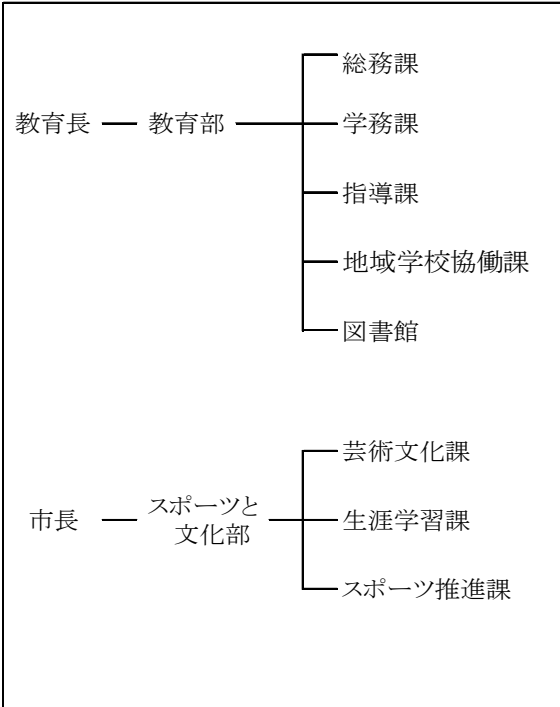 総務課
教育長
教育部
学務課
指導課
地域学校協働課
図書館
芸術文化課
市長
スポーツと
文化部
生涯学習課
スポーツ推進課